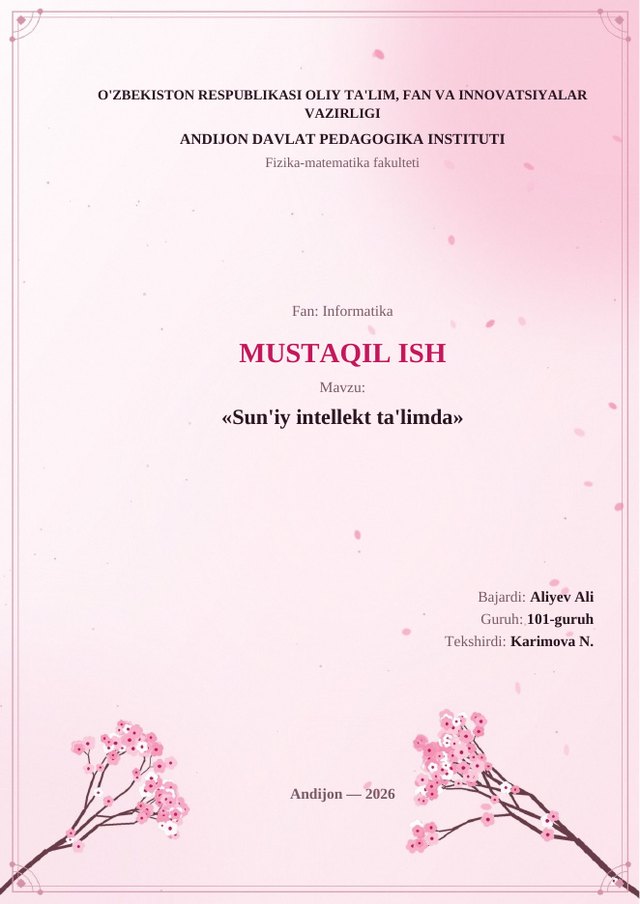 O'ZBEKISTON RESPUBLIKASI OLIY TA'LIM, FAN VA INNOVATSIYALAR
VAZIRLIGI
ANDIJON DAVLAT PEDAGOGIKA INSTITUTI
Fizika-matematika fakulteti
Fan: Informatika
MUSTAQIL ISH
Mavzu:
«Sun'iy intellekt ta'limda»
Bajardi: Aliyev Ali
Guruh: 101-guruh
Tekshirdi: Karimova N.
Andijon — 2026